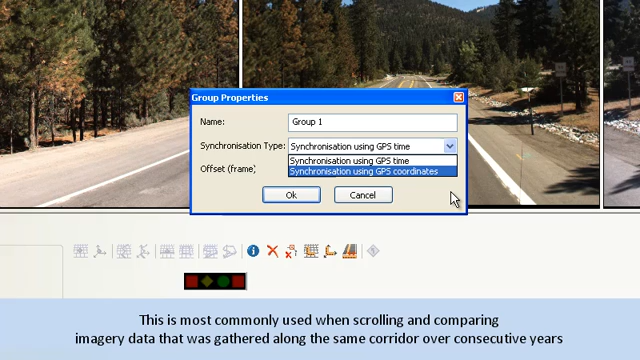 Group Properties
Name: Group 1
Synchronisation Type: Synchronisation using GPS time
Synchronisation using GPS time
Offset (frame) Synchronisation using GPS coordinates
Ok Cancel
This is most commonly used when scrolling and comparing
imagery data that was gathered along the same corridor over consecutive years